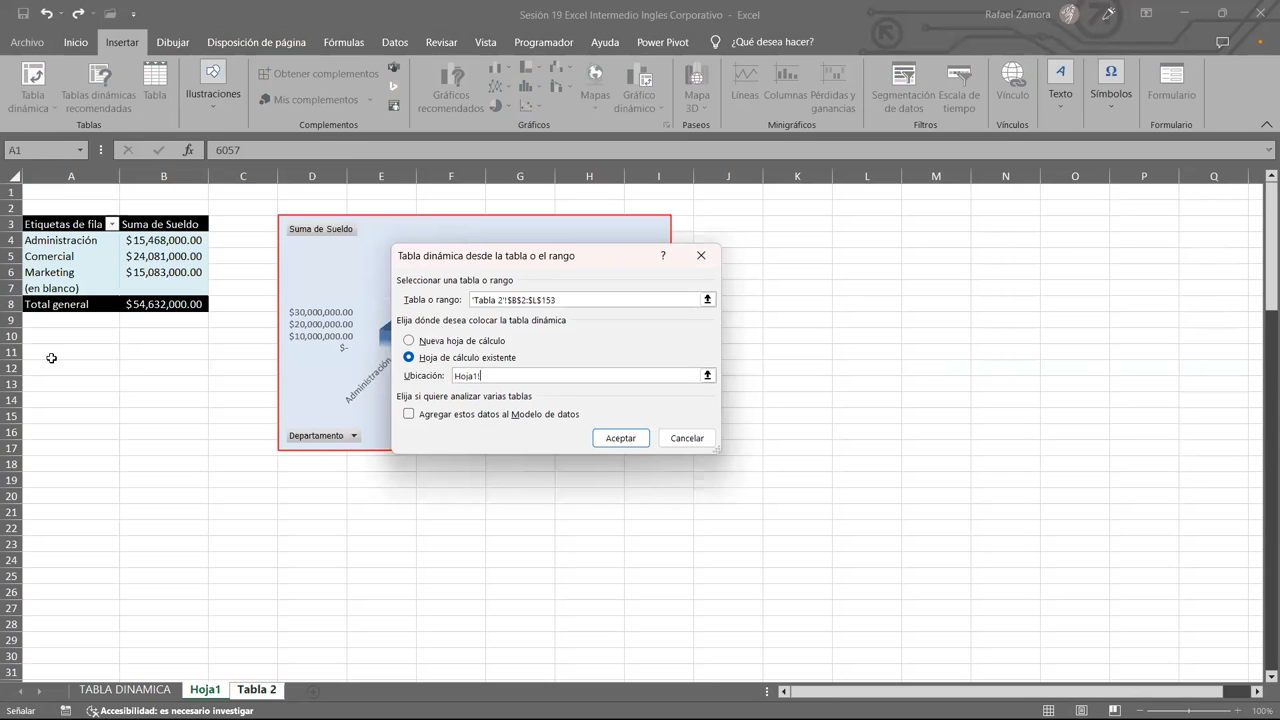 Sesión 19 Excel Intermedio Ingles Corporativo - Excel
Rafael Zamora
Archivo Inicio Insertar Dibujar Disposición de página Fórmulas Datos Revisar Vista Programador Ayuda Power Pivot ¿Qué desea hacer?
Tabla dinámica
Tablas dinámicas recomendadas
Tabla
Tablas
Ilustraciones
Obtener complementos
Mis complementos
Complementos
Gráficos recomendados
Mapas
Gráfico dinámico
Gráficos
Mapa 3D
Paseos
Líneas
Columnas
Pérdidas y ganancias
Minigráficos
Segmentación de datos
Escala de tiempo
Filtros
Vínculo
Vínculos
Texto
Símbolos
Formulario
Formulario
A1 fx 6057
A B C D E F G H I J K L M N O P Q
1
2
3 Etiquetas de fila Suma de Sueldo
4 Administración $15,468,000.00
5 Comercial $24,081,000.00
6 Marketing $15,083,000.00
7 (en blanco)
8 Total general $54,632,000.00
9
10
11
12
13
14
15
16
17
18
19
20
21
22
23
24
25
26
27
28
29
30
31
Suma de Sueldo
$30,000,000.00
$20,000,000.00
$10,000,000.00
$-
Administración
Departamento
Tabla dinámica desde la tabla o el rango ?
Seleccionar una tabla o rango
Tabla o rango: 'Tabla 2'!$B$2:$L$153
Elija dónde desea colocar la tabla dinámica
Nueva hoja de cálculo
Hoja de cálculo existente
Ubicación: Hoja1!
Elija si quiere analizar varias tablas
Agregar estos datos al Modelo de datos
Aceptar Cancelar
TABLA DINAMICA Hoja1 Tabla 2
Señalar Accesibilidad: es necesario investigar 100%